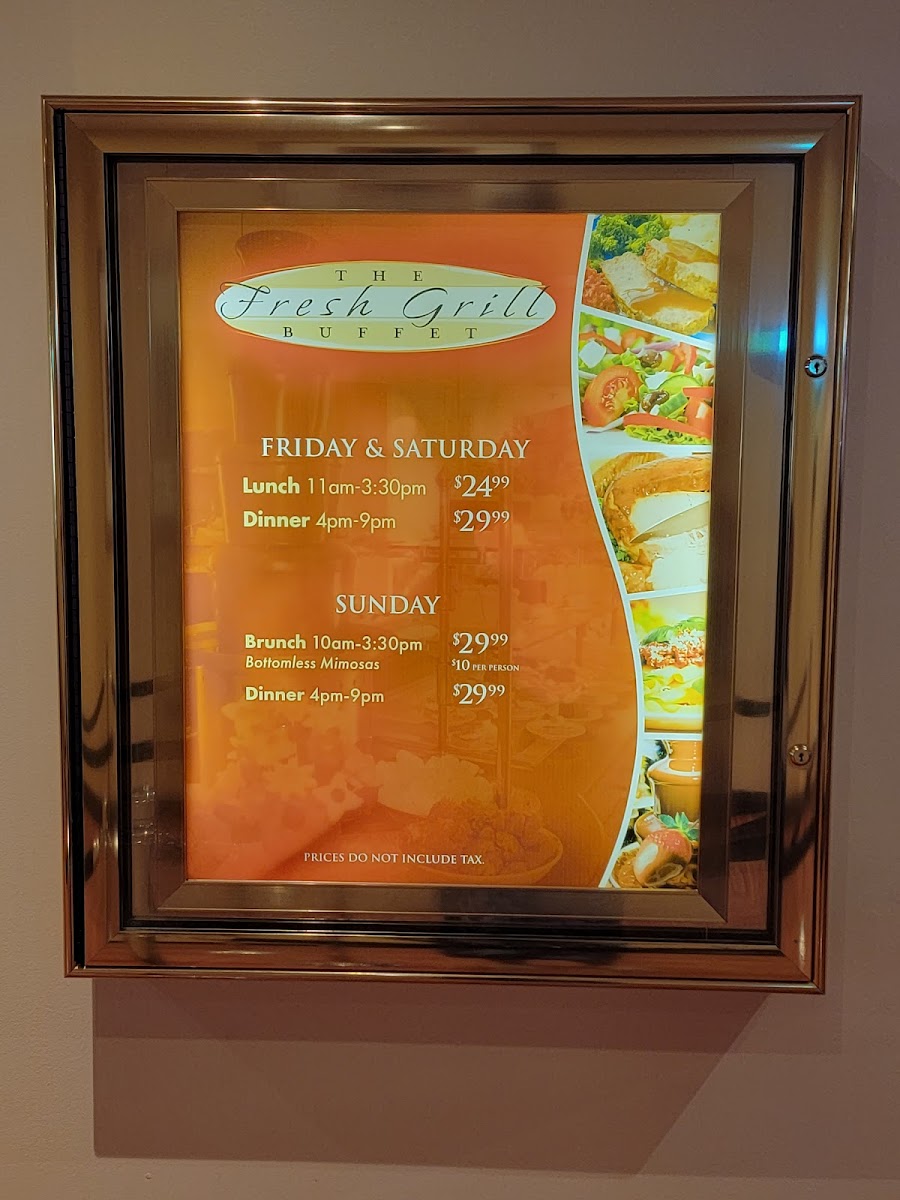 THE
Fresh Grill
BUFFET
FRIDAY & SATURDAY
Lunch 11am-3:30pm $24.99
Dinner 4pm-9pm $29.99
SUNDAY
Brunch 10am-3:30pm $29.99
Bottomless Mimosas $10 PER PERSON
Dinner 4pm-9pm $29.99
PRICES DO NOT INCLUDE TAX.